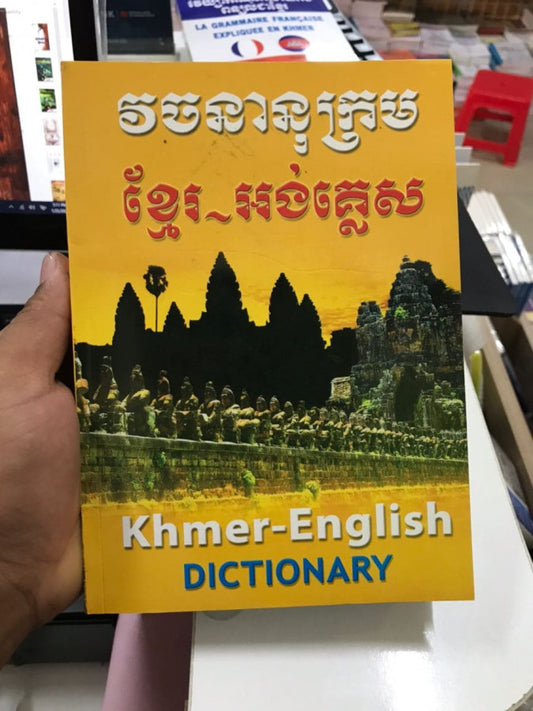 LA GRAMMAIRE FRANÇAISE
EXPLIQUEE EN KHMER
វចនានុក្រម
ខ្មែរ~អង់គ្លេស
Khmer-English
DICTIONARY